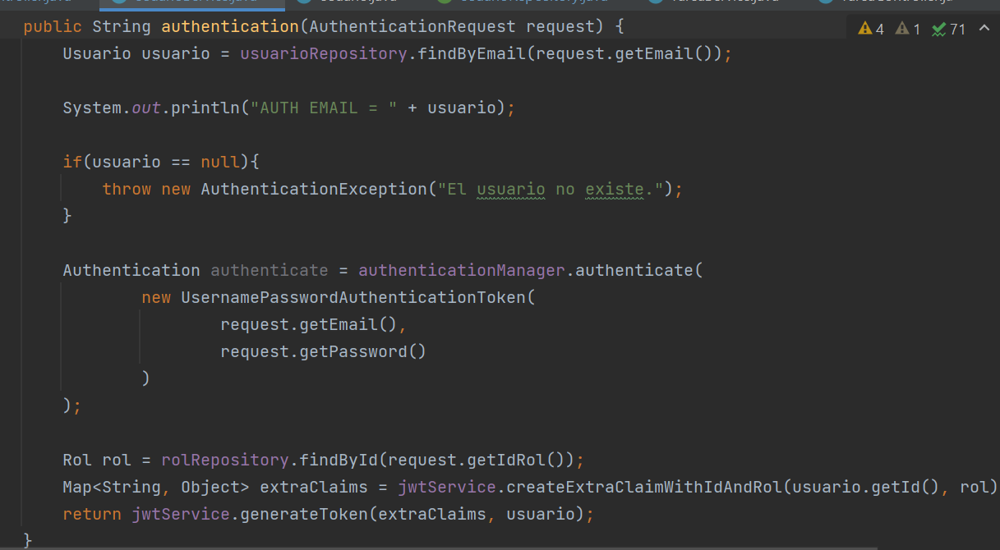 public String authentication(AuthenticationRequest request) {
4 1 71
Usuario usuario = usuarioRepository.findByEmail(request.getEmail());
System.out.println("AUTH EMAIL = " + usuario);
if(usuario == null){
throw new AuthenticationException("El usuario no existe.");
}
Authentication authenticate = authenticationManager.authenticate(
new UsernamePasswordAuthenticationToken(
request.getEmail(),
request.getPassword()
)
);
Rol rol = rolRepository.findById(request.getIdRol());
Map<String, Object> extraClaims = jwtService.createExtraClaimWithIdAndRol(usuario.getId(), rol)
return jwtService.generateToken(extraClaims, usuario);
}